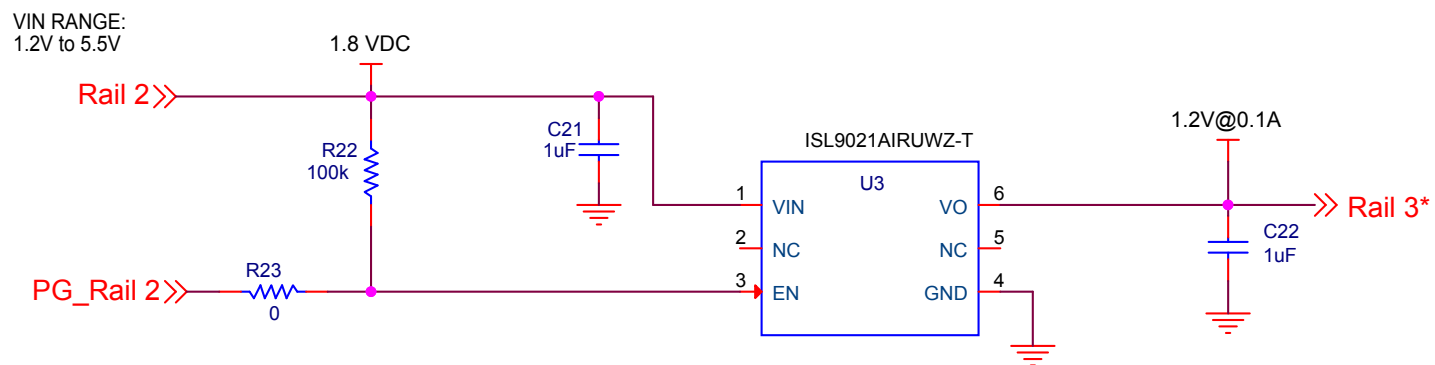 VIN RANGE:
1.2V to 5.5V
1.8 VDC
Rail 2
C21
1uF
R22
100k
ISL9021AIRUWZ-T
U3
1.2V@0.1A
1
VIN
VO
6
Rail 3*
2
NC
NC
5
C22
1uF
PG_Rail 2
R23
0
3
EN
GND
4